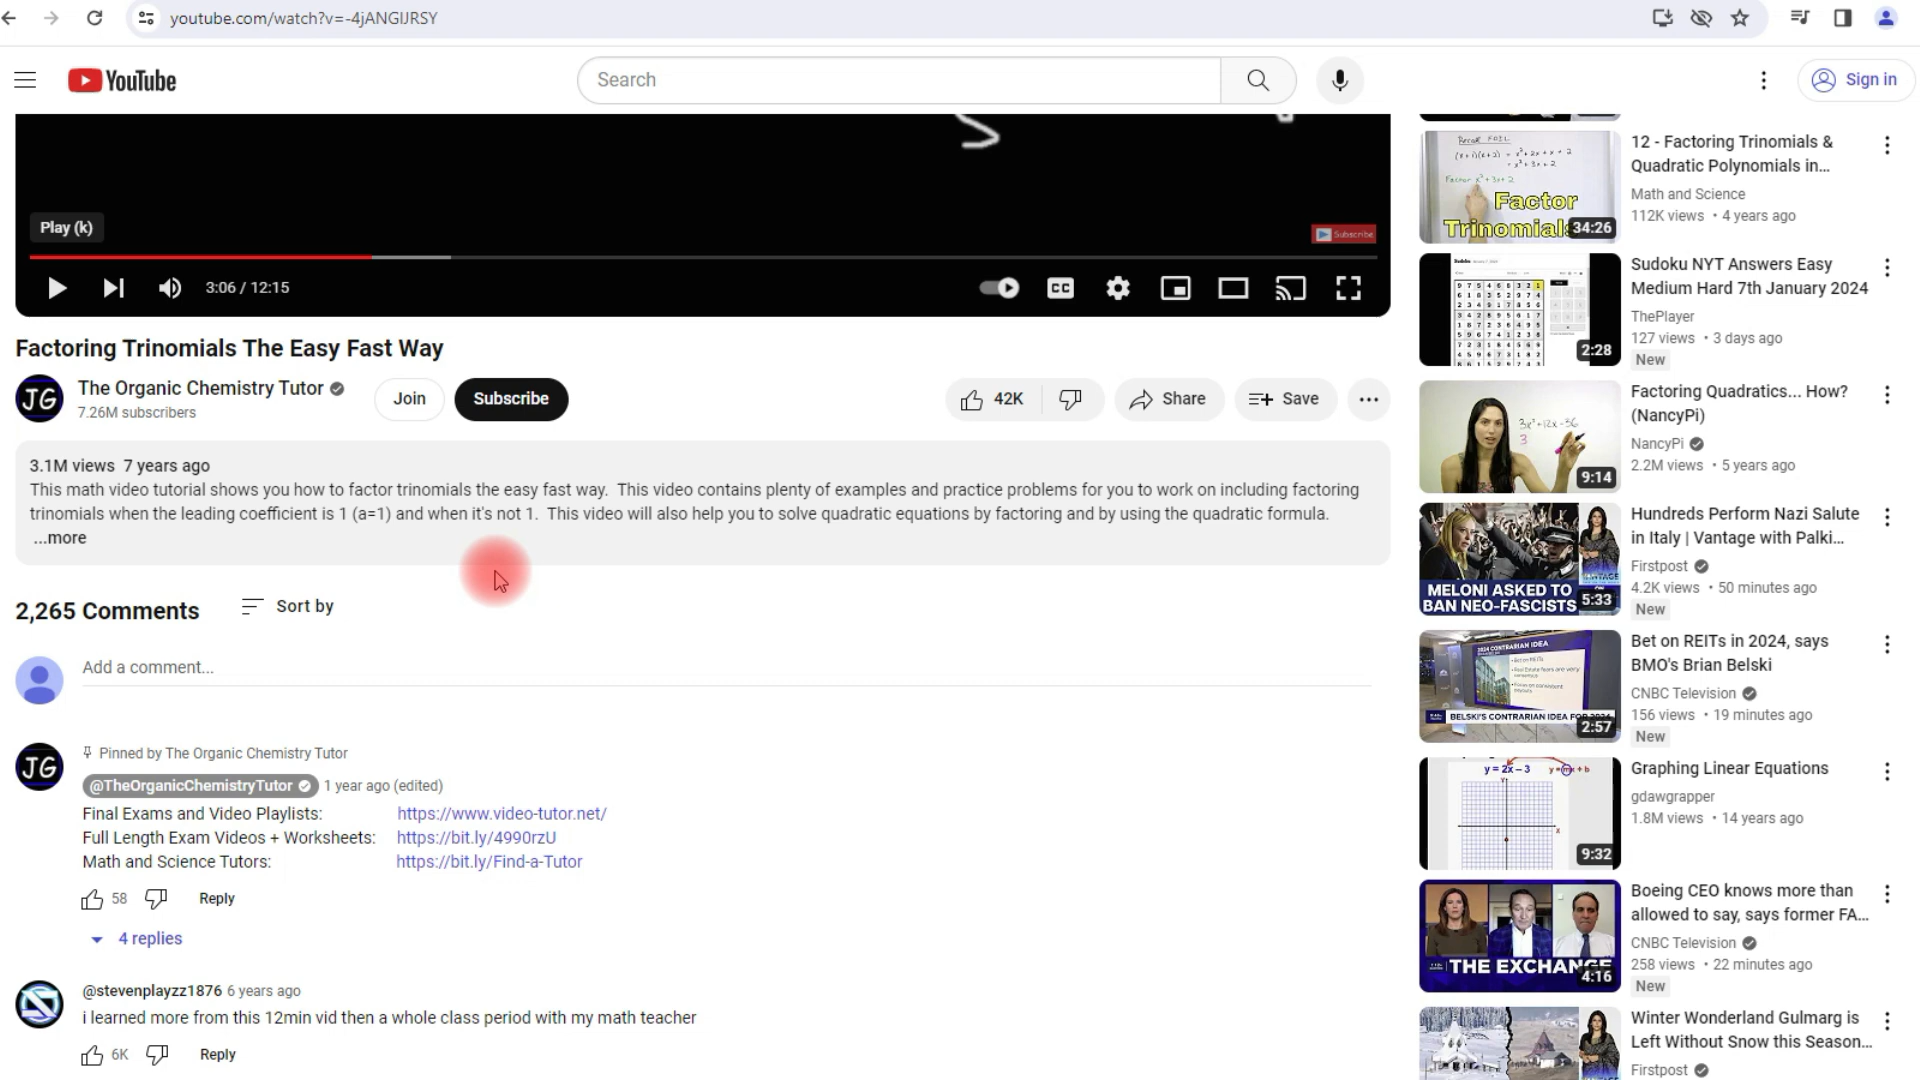 youtube.com/watch?v=-4jANGIJRSY
YouTube
Search
Sign in
Play (k)
Subscribe
3:06 / 12:15
CC
Factoring Trinomials The Easy Fast Way
JG
The Organic Chemistry Tutor
7.26M subscribers
Join
Subscribe
42K
Share
Save
3.1M views 7 years ago
This math video tutorial shows you how to factor trinomials the easy fast way. This video contains plenty of examples and practice problems for you to work on including factoring
trinomials when the leading coefficient is 1 (a=1) and when it's not 1. This video will also help you to solve quadratic equations by factoring and by using the quadratic formula.
...more
2,265 Comments
Sort by
Add a comment...
JG
Pinned by The Organic Chemistry Tutor
@TheOrganicChemistryTutor 1 year ago (edited)
Final Exams and Video Playlists: https://www.video-tutor.net/
Full Length Exam Videos + Worksheets: https://bit.ly/4990rzU
Math and Science Tutors: https://bit.ly/Find-a-Tutor
58
Reply
4 replies
@stevenplayzz1876 6 years ago
i learned more from this 12min vid then a whole class period with my math teacher
6K
Reply
Factor
Trinomials
34:26
12 - Factoring Trinomials &
Quadratic Polynomials in...
Math and Science
112K views • 4 years ago
2:28
Sudoku NYT Answers Easy
Medium Hard 7th January 2024
ThePlayer
127 views • 3 days ago
New
9:14
Factoring Quadratics... How?
(NancyPi)
NancyPi
2.2M views • 5 years ago
MELONI ASKED TO
BAN NEO-FASCISTS
5:33
Hundreds Perform Nazi Salute
in Italy | Vantage with Palki...
Firstpost
4.2K views • 50 minutes ago
New
2024 CONTRARIAN IDEA
BELSKI'S CONTRARIAN IDEA FOR 2024
2:57
Bet on REITs in 2024, says
BMO's Brian Belski
CNBC Television
156 views • 19 minutes ago
New
y = 2x – 3
y = mx + b
9:32
Graphing Linear Equations
gdawgrapper
1.8M views • 14 years ago
THE EXCHANGE
4:16
Boeing CEO knows more than
allowed to say, says former FA...
CNBC Television
258 views • 22 minutes ago
New
Winter Wonderland Gulmarg is
Left Without Snow this Season...
Firstpost